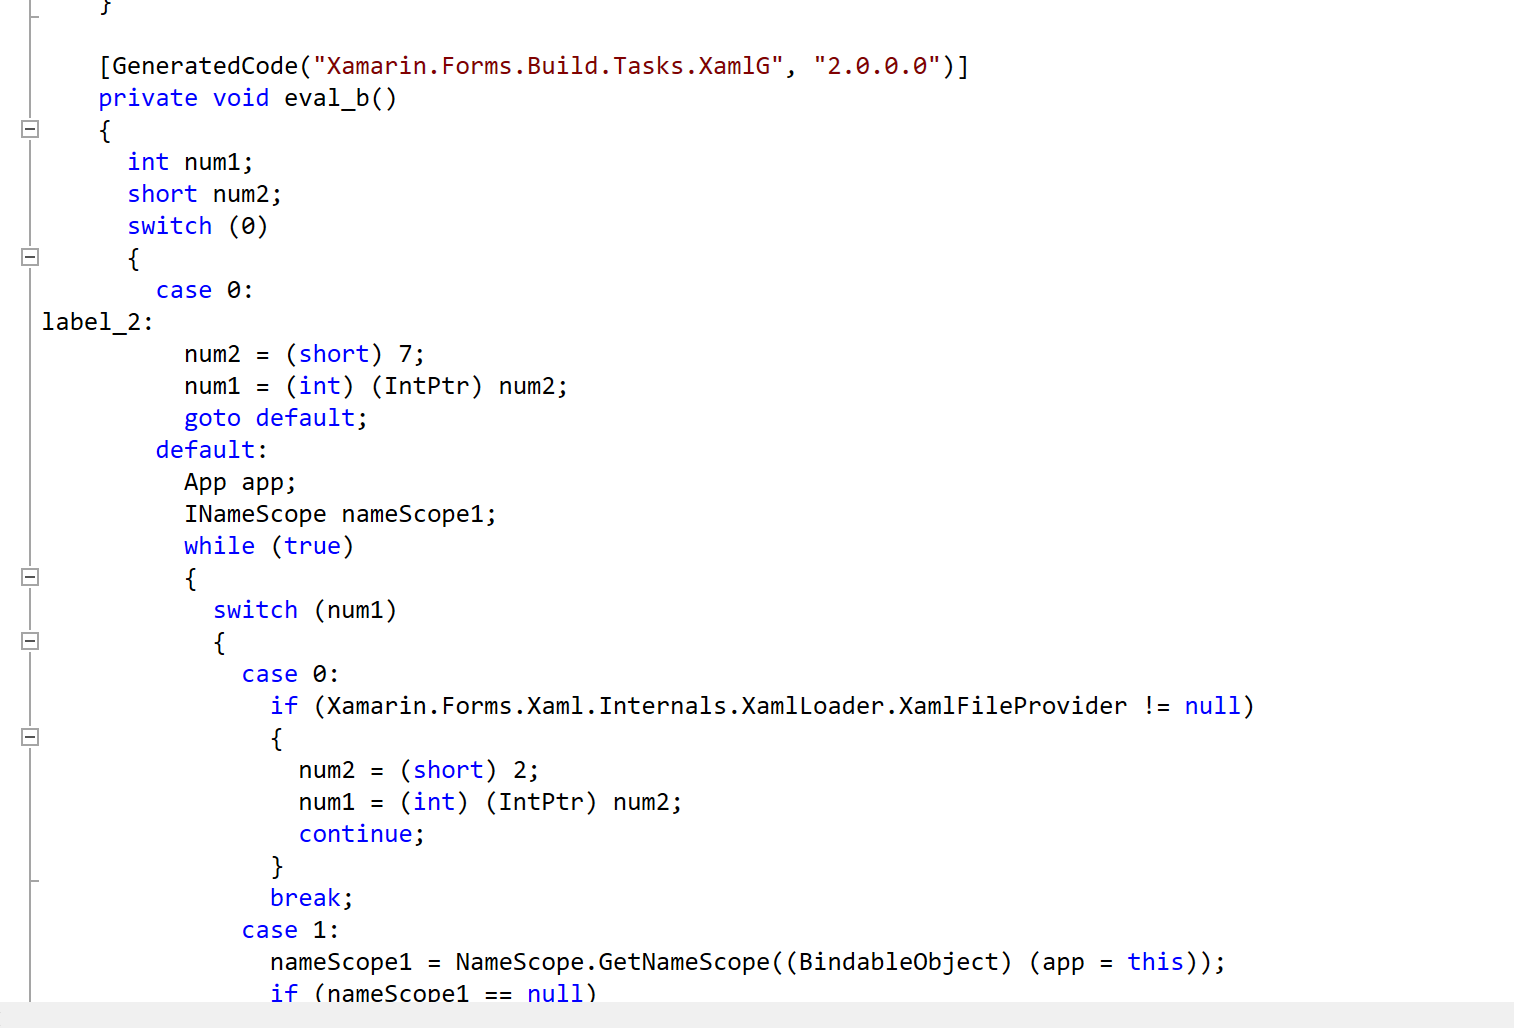 }
[GeneratedCode("Xamarin.Forms.Build.Tasks.XamlG", "2.0.0.0")]
private void eval_b()
{
int num1;
short num2;
switch (0)
{
case 0:
label_2:
num2 = (short) 7;
num1 = (int) (IntPtr) num2;
goto default;
default:
App app;
INameScope nameScope1;
while (true)
{
switch (num1)
{
case 0:
if (Xamarin.Forms.Xaml.Internals.XamlLoader.XamlFileProvider != null)
{
num2 = (short) 2;
num1 = (int) (IntPtr) num2;
continue;
}
break;
case 1:
nameScope1 = NameScope.GetNameScope((BindableObject) (app = this));
if (nameScope1 == null)